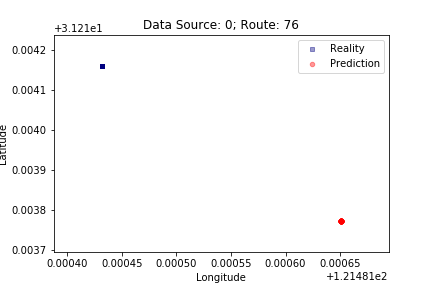 Data Source: 0; Route: 76
+3.121e1
Reality
Prediction
0.0042
0.0041
0.0040
0.0039
0.0038
0.0037
Latitude
0.00040 0.00045 0.00050 0.00055 0.00060 0.00065
Longitude
+1.21481e2